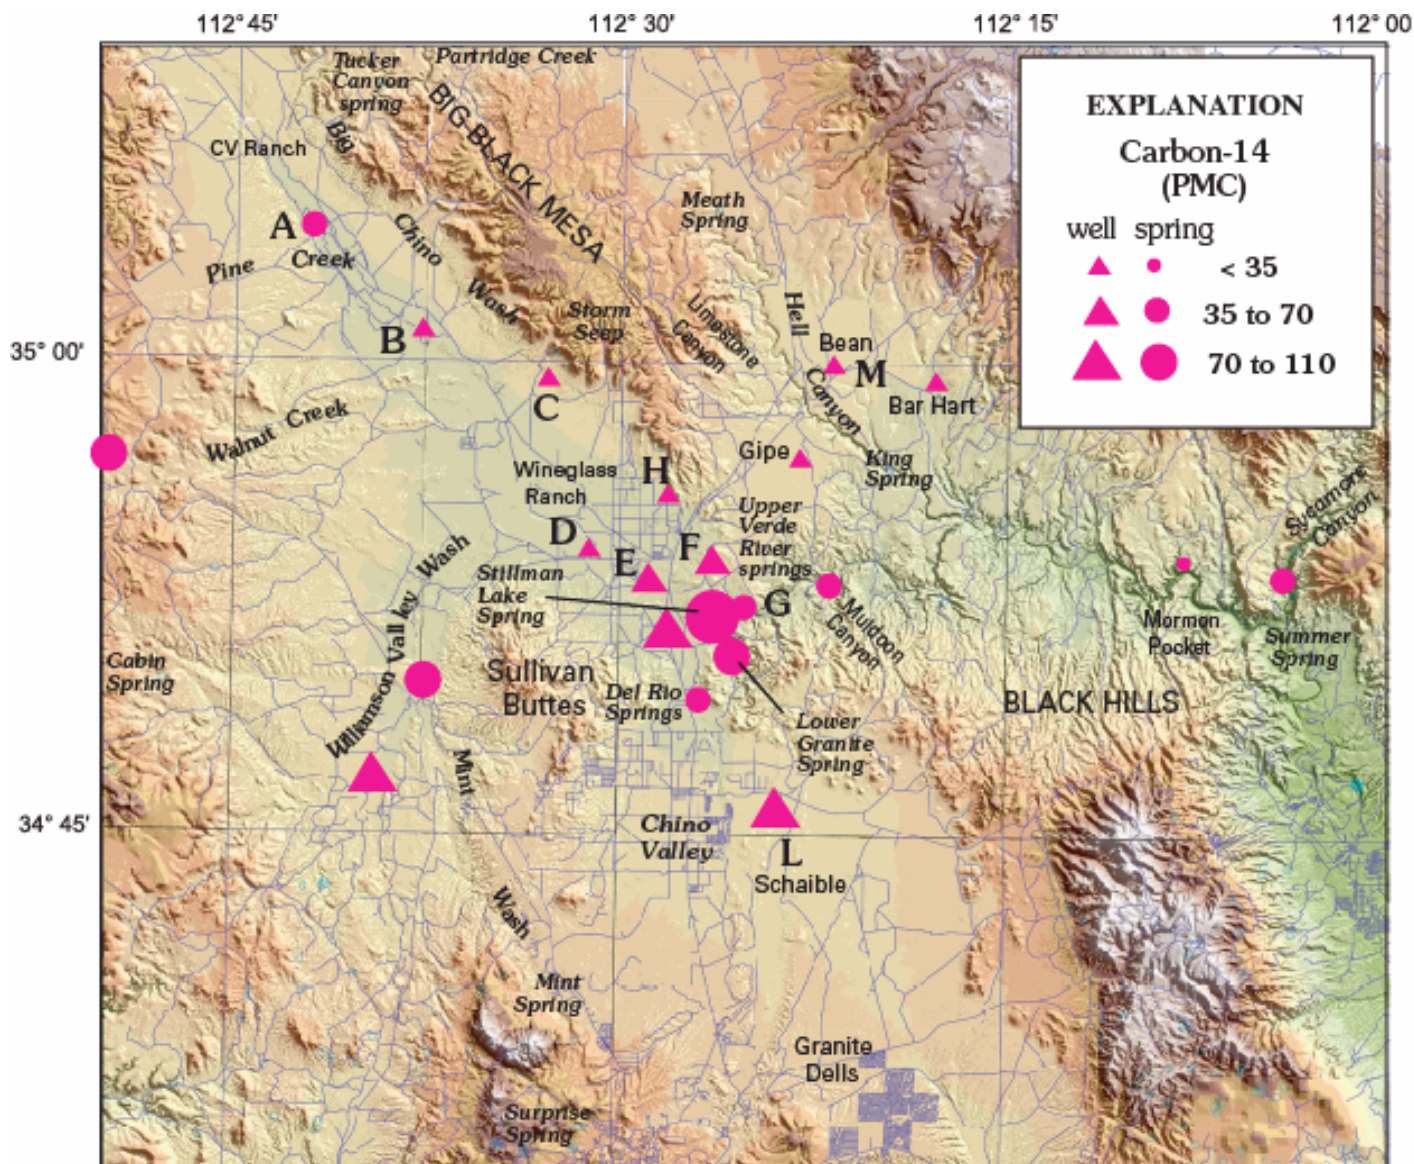 112° 45'
112° 30'
112° 15'
112° 00
Partridge Creek
Tucker
Canyon
spring
BIG BLACK MESA
Big
Chino
Wash
CV Ranch
A
Pine
Creek
Meath
Spring
EXPLANATION
Carbon-14
(PMC)
well spring
< 35
35 to 70
70 to 110
B
Storm
Seep
Limestone
Canyon
Hell
Canyon
35° 00'
C
Bean
M
Bar Hart
Walnut Creek
Wineglass
Ranch
H
Gipe
King
Spring
Upper
Verde
River
springs
Sycamore
Canyon
D
E
F
Stillman
Lake
Spring
G
Muldoon
Canyon
Mormon
Pocket
Summer
Spring
Williamson Valley
Wash
Cabin
Spring
Sullivan
Buttes
Del Rio
Springs
Lower
Granite
Spring
BLACK HILLS
Mint
Wash
34° 45'
Chino
Valley
L
Schaible
Mint
Spring
Granite
Dells
Surprise
Spring